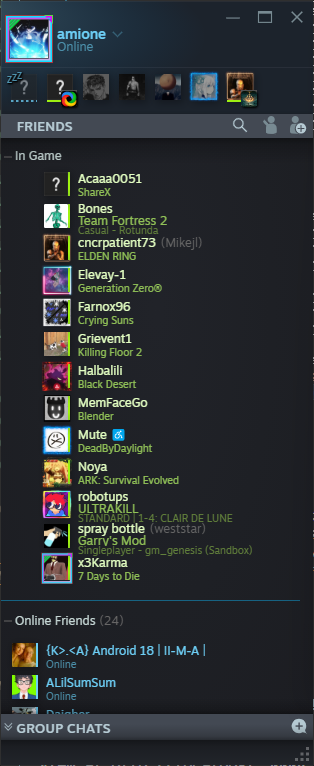 amione
Online
zzz
?
?
FRIENDS
In Game
?
Acaaa0051
ShareX
Bones
Team Fortress 2
Casual - Rotunda
cncrpatient73 (Mikejl)
ELDEN RING
Elevay-1
Generation Zero®
Farnox96
Crying Suns
Grievent1
Killing Floor 2
Halbalili
Black Desert
MemFaceGo
Blender
Mute
DeadByDaylight
Noya
ARK: Survival Evolved
robotups
ULTRAKILL
STANDARD | 1-4: CLAIR DE LUNE
spray bottle (weststar)
Garry's Mod
Singleplayer - gm_genesis (Sandbox)
x3Karma
7 Days to Die
Online Friends (24)
{K>.<A} Android 18 | II-M-A |
Online
ALilSumSum
Online
GROUP CHATS